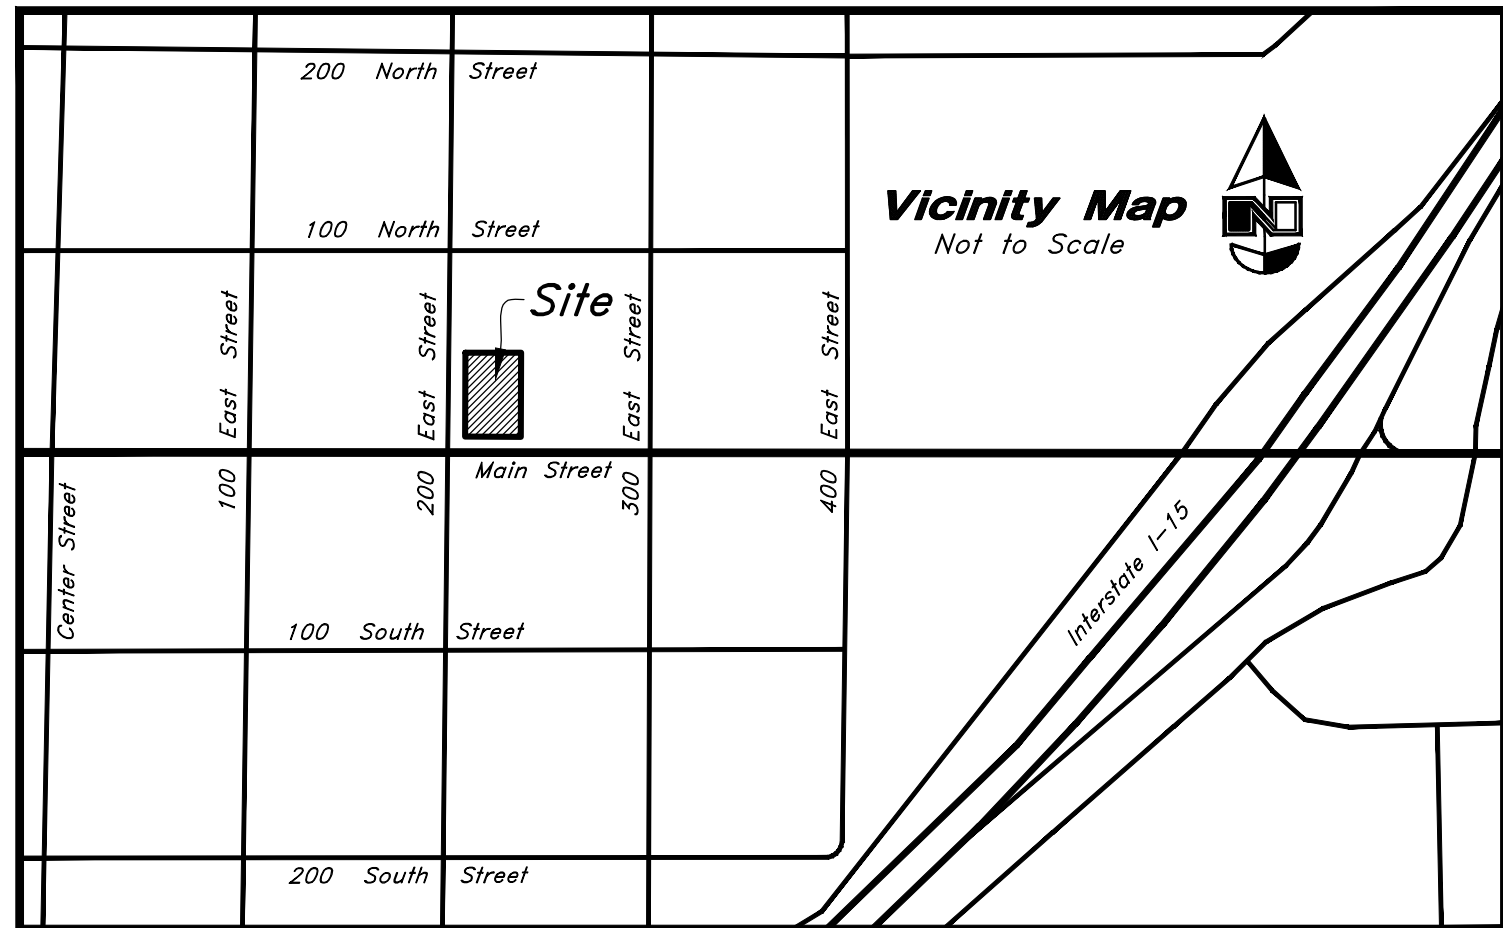 200 North Street
Vicinity Map
Not to Scale
N
100 North Street
Site
100 East Street
200 East Street
300 East Street
400 East Street
Main Street
Center Street
Interstate I-15
100 South Street
200 South Street